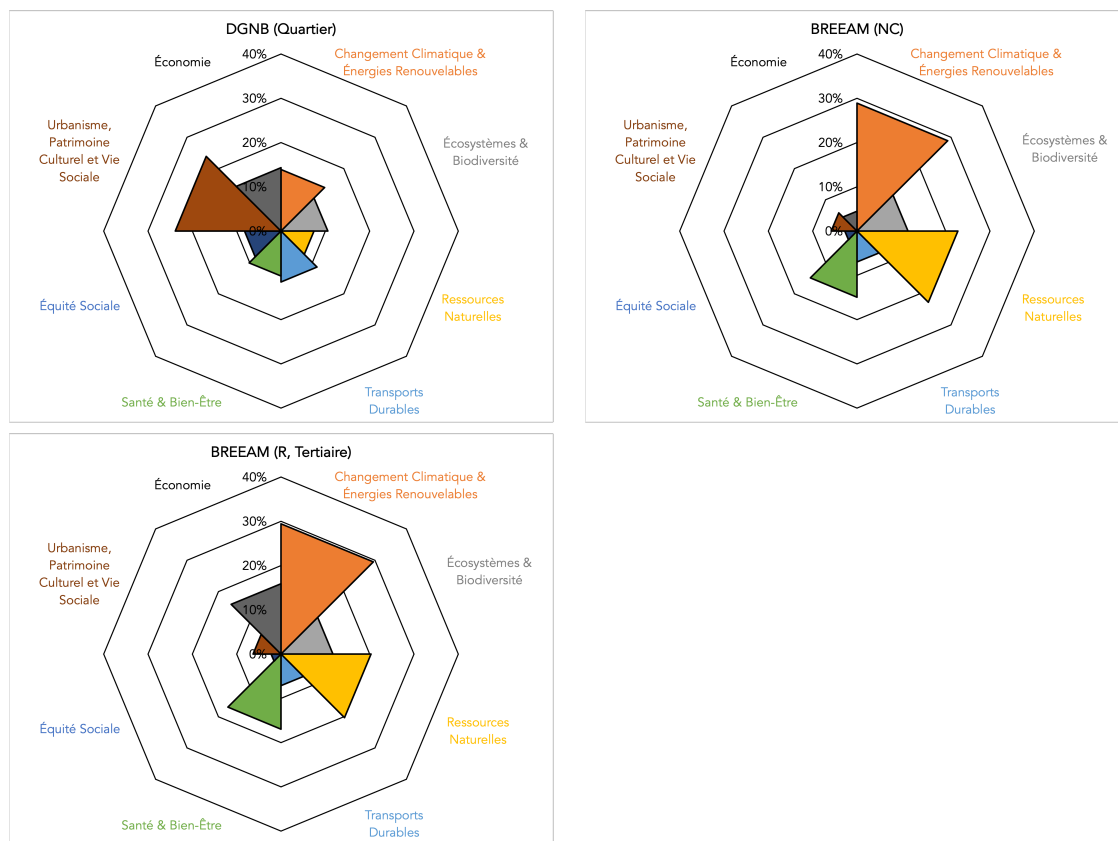 DGNB (Quartier)
40%
30%
20%
10%
0%
Économie
Changement Climatique &
Énergies Renouvelables
Urbanisme,
Patrimoine
Culturel et Vie
Sociale
Écosystèmes &
Biodiversité
Équité Sociale
Ressources
Naturelles
Santé & Bien-Être
Transports
Durables
BREEAM (NC)
40%
30%
20%
10%
0%
Économie
Changement Climatique &
Énergies Renouvelables
Urbanisme,
Patrimoine
Culturel et Vie
Sociale
Écosystèmes &
Biodiversité
Équité Sociale
Ressources
Naturelles
Santé & Bien-Être
Transports
Durables
BREEAM (R, Tertiaire)
40%
30%
20%
10%
0%
Économie
Changement Climatique &
Énergies Renouvelables
Urbanisme,
Patrimoine
Culturel et Vie
Sociale
Écosystèmes &
Biodiversité
Équité Sociale
Ressources
Naturelles
Santé & Bien-Être
Transports
Durables